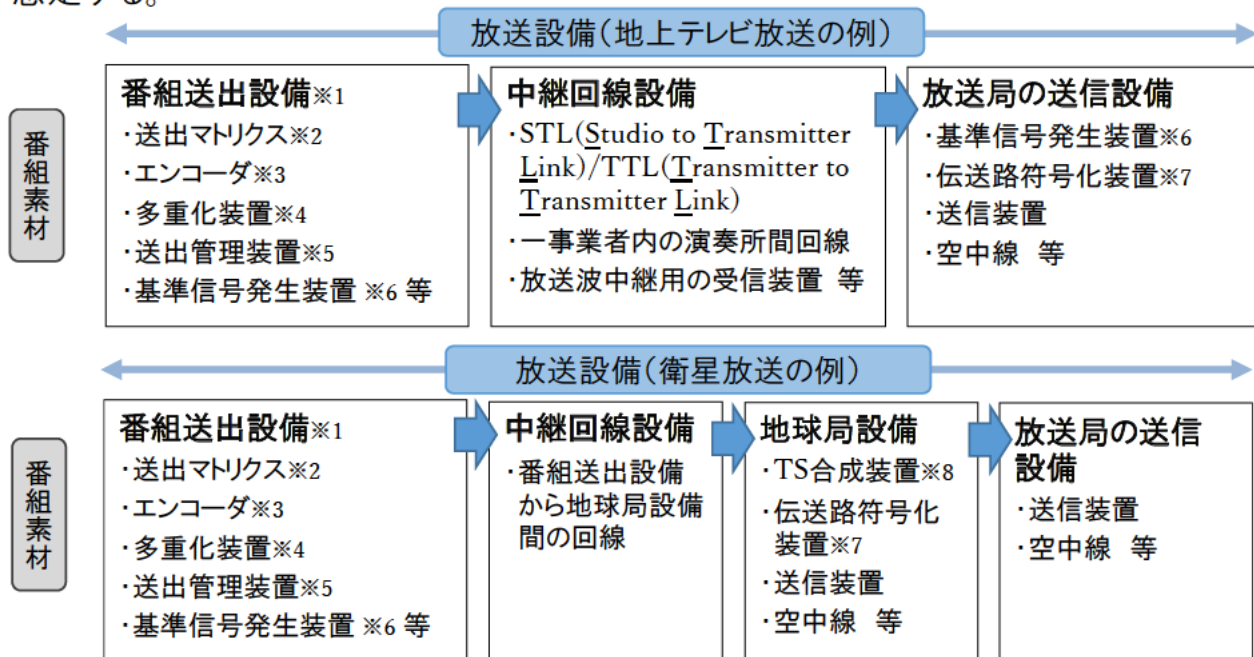 想定する。
放送設備(地上テレビ放送の例)
番組素材
番組送出設備※1
・送出マトリクス※2
・エンコーダ※3
・多重化装置※4
・送出管理装置※5
・基準信号発生装置 ※6 等
中継回線設備
・STL(Studio to Transmitter
Link)/TTL(Transmitter to
Transmitter Link)
・一事業者内の演奏所間回線
・放送波中継用の受信装置 等
放送局の送信設備
・基準信号発生装置※6
・伝送路符号化装置※7
・送信装置
・空中線 等
放送設備(衛星放送の例)
番組素材
番組送出設備※1
・送出マトリクス※2
・エンコーダ※3
・多重化装置※4
・送出管理装置※5
・基準信号発生装置 ※6 等
中継回線設備
・番組送出設備
から地球局設備
間の回線
地球局設備
・TS合成装置※8
・伝送路符号化
装置※7
・送信装置
・空中線 等
放送局の送信
設備
・送信装置
・空中線 等